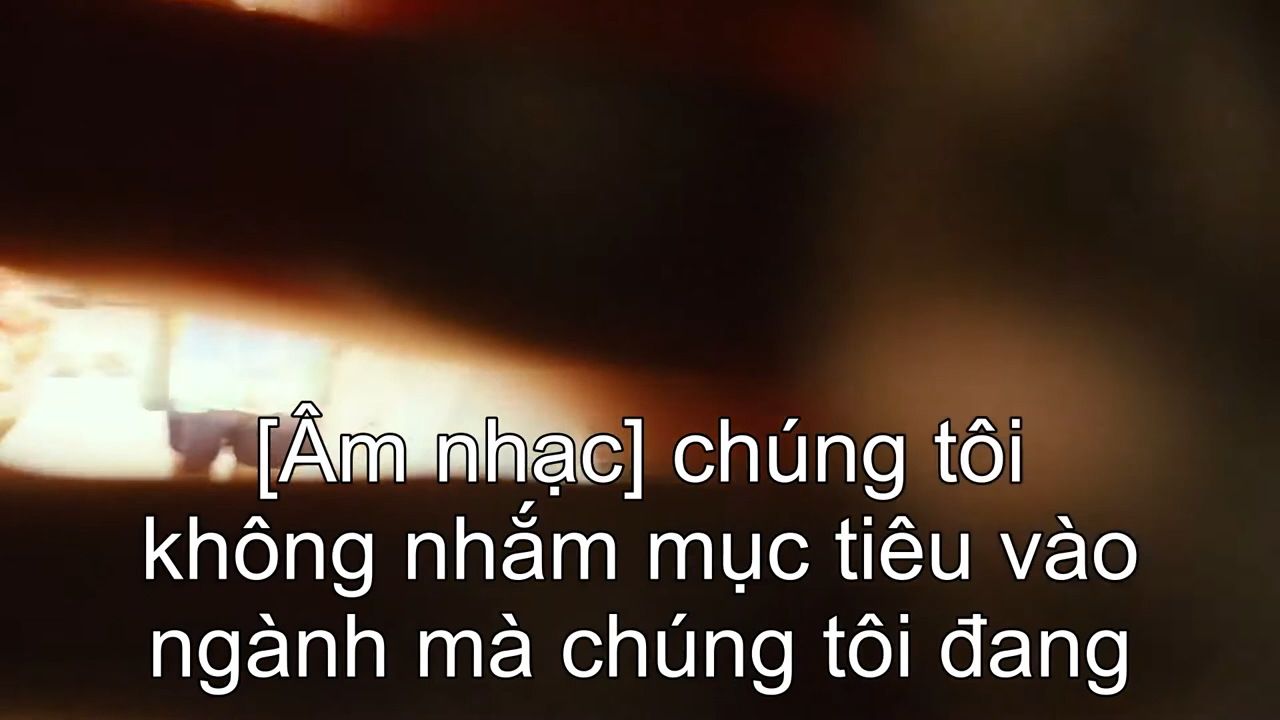 [Âm nhạc] chúng tôi
không nhắm mục tiêu vào
ngành mà chúng tôi đang